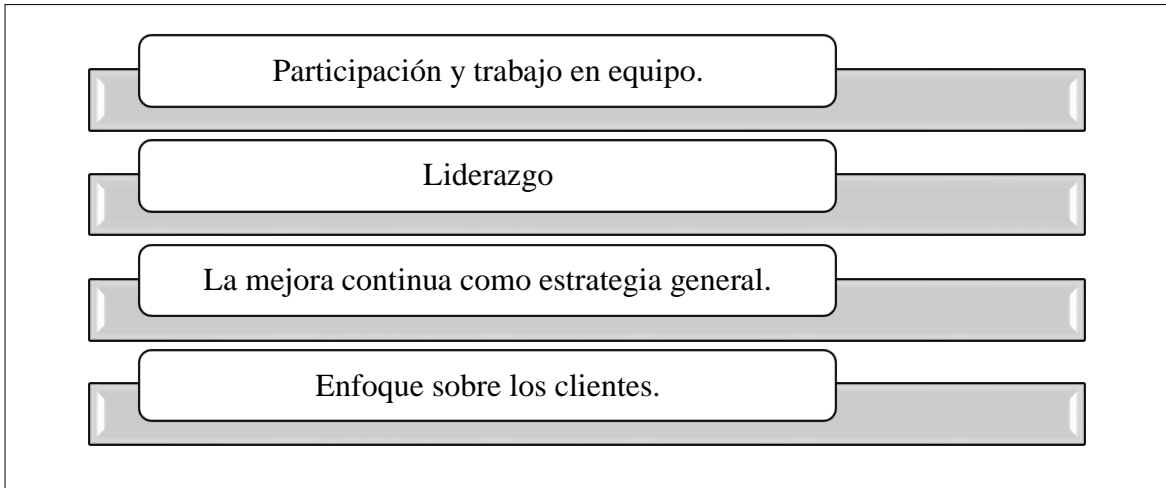 Participación y trabajo en equipo.
Liderazgo
La mejora continua como estrategia general.
Enfoque sobre los clientes.